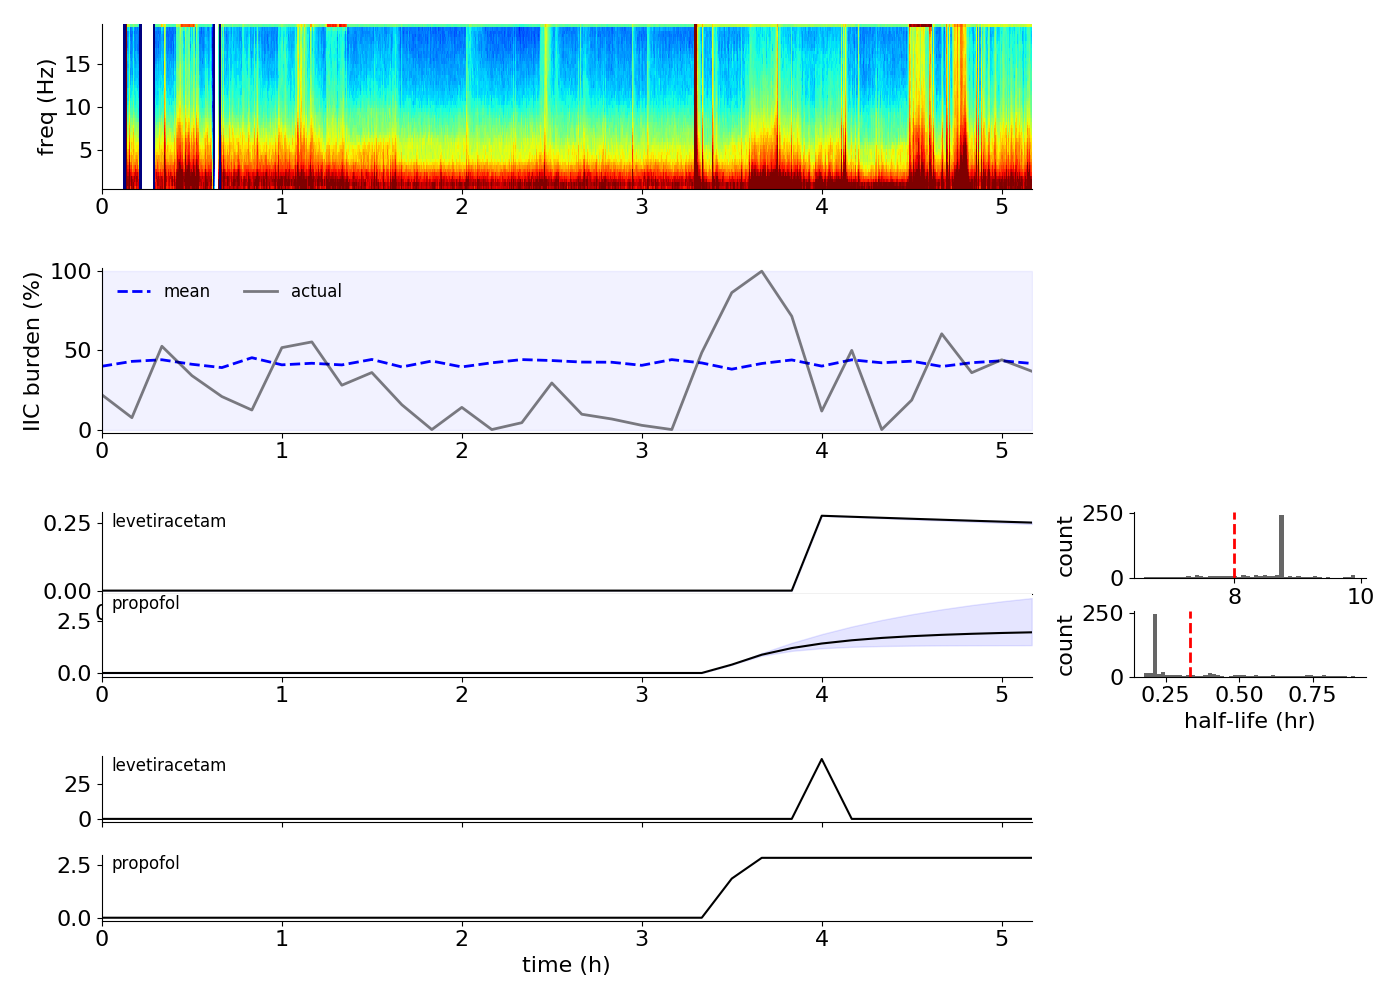 freq (Hz)
15
10
5
0 1 2 3 4 5
IIC burden (%)
100
50
0
mean actual
0 1 2 3 4 5
levetiracetam
0.25
0.00
0
propofol
2.5
0.0
0 1 2 3 4 5
count
250
0
8 10
count
250
0
0.25 0.50 0.75
half-life (hr)
levetiracetam
25
0
propofol
2.5
0.0
0 1 2 3 4 5
time (h)